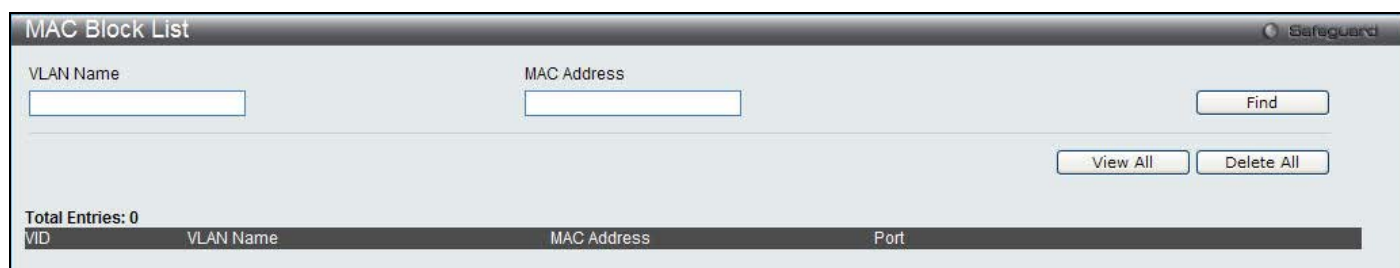 MAC Block List
Safeguard
VLAN Name MAC Address
Find
View All Delete All
Total Entries: 0
VID VLAN Name MAC Address Port